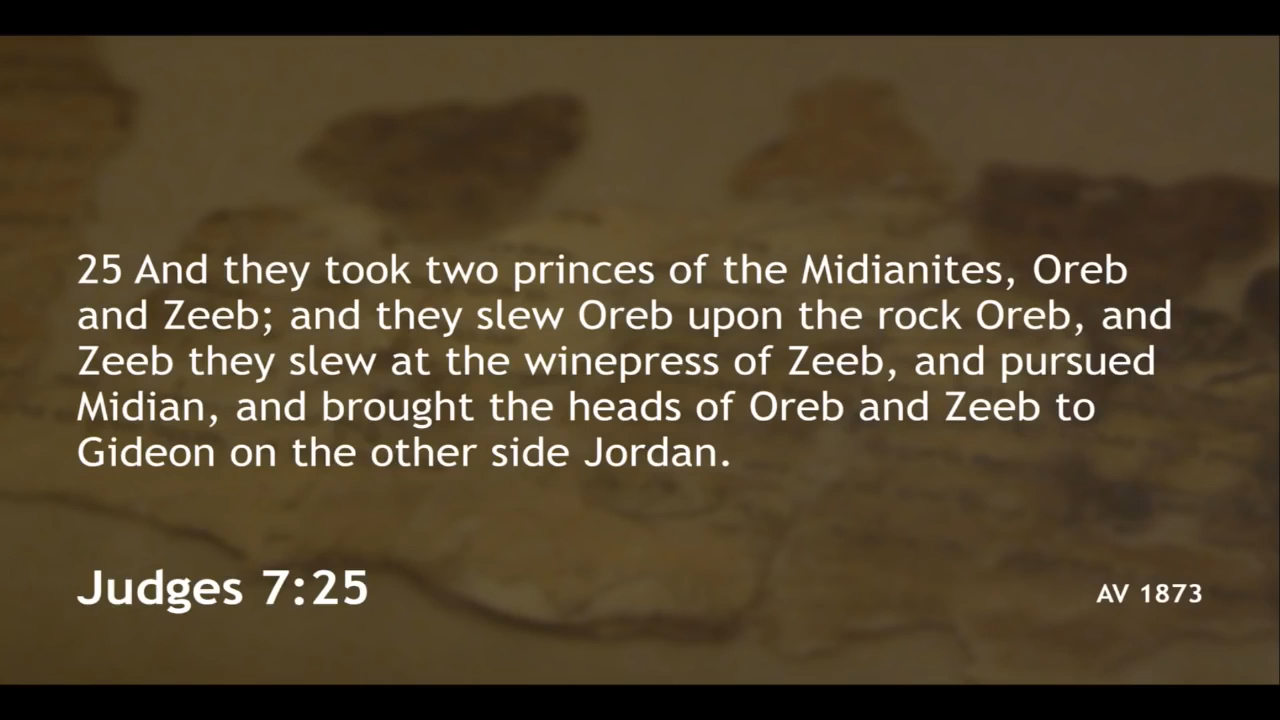 25 And they took two princes of the Midianites, Oreb
and Zeeb; and they slew Oreb upon the rock Oreb, and
Zeeb they slew at the winepress of Zeeb, and pursued
Midian, and brought the heads of Oreb and Zeeb to
Gideon on the other side Jordan.
Judges 7:25
AV 1873